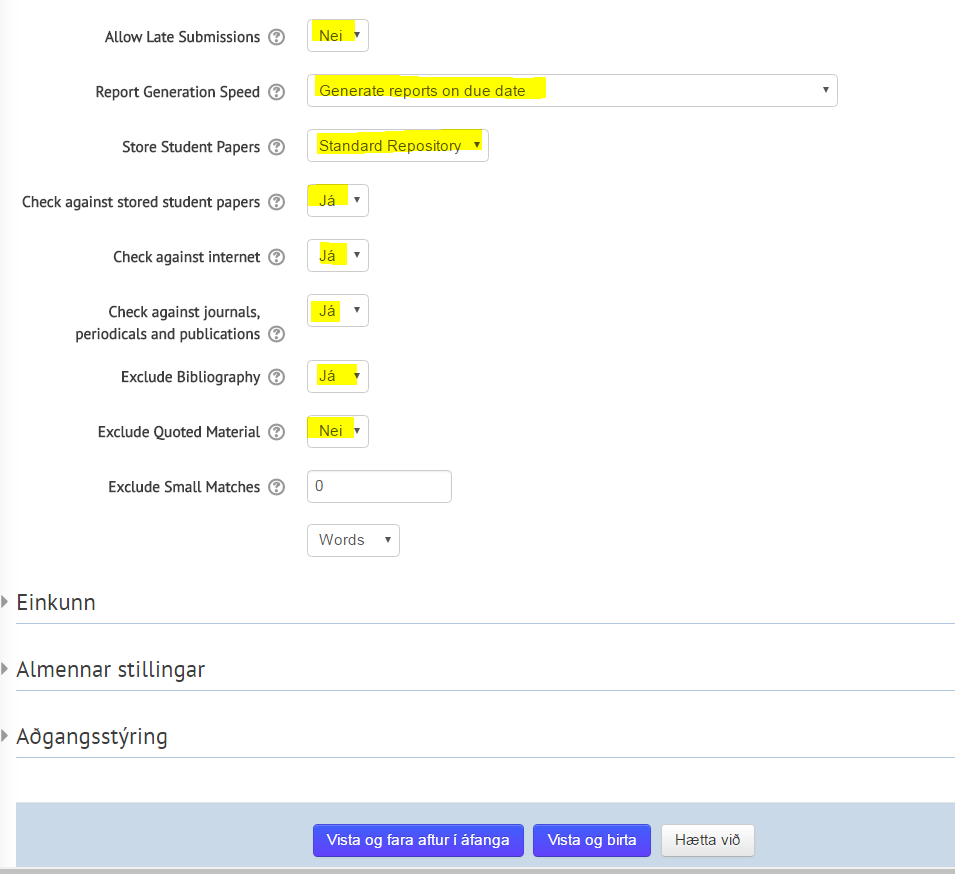 Allow Late Submissions Nei
Report Generation Speed Generate reports on due date
Store Student Papers Standard Repository
Check against stored student papers Já
Check against internet Já
Check against journals, Já
periodicals and publications
Exclude Bibliography Já
Exclude Quoted Material Nei
Exclude Small Matches 0
Words
Einkunn
Almennar stillingar
Aðgangsstýring
Vista og fara aftur í áfanga Vista og birta Hætta við